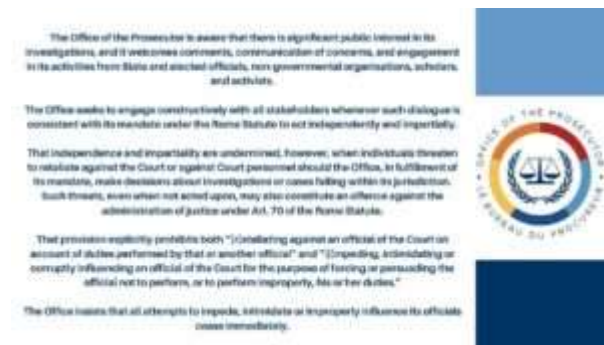 The Office of the Prosecutor is aware that there is significant public interest in its
investigations, and it welcomes comments, communication of concerns, and engagement
in its activities from State and elected officials, non-governmental organisations, scholars,
and activists.
The Office seeks to engage constructively with all stakeholders whenever such dialogue is
consistent with its mandate under the Rome Statute to act independently and impartially.
That independence and impartiality are undermined, however, when individuals threaten
to retaliate against the Court or against Court personnel should the Office, in fulfillment of
its mandate, make decisions about investigations or cases falling within its jurisdiction.
Such threats, even when not acted upon, may also constitute an offence against the
administration of justice under Art. 70 of the Rome Statute.
That provision explicitly prohibits both "[r]etaliating against an official of the Court on
account of duties performed by that or another official" and "[i]mpeding, intimidating or
corruptly influencing an official of the Court for the purpose of forcing or persuading the
official not to perform, or to perform improperly, his or her duties."
The Office insists that all attempts to impede, intimidate or improperly influence its officials
cease immediately.
OFFICE OF THE PROSECUTOR
LE BUREAU DU PROCUREUR